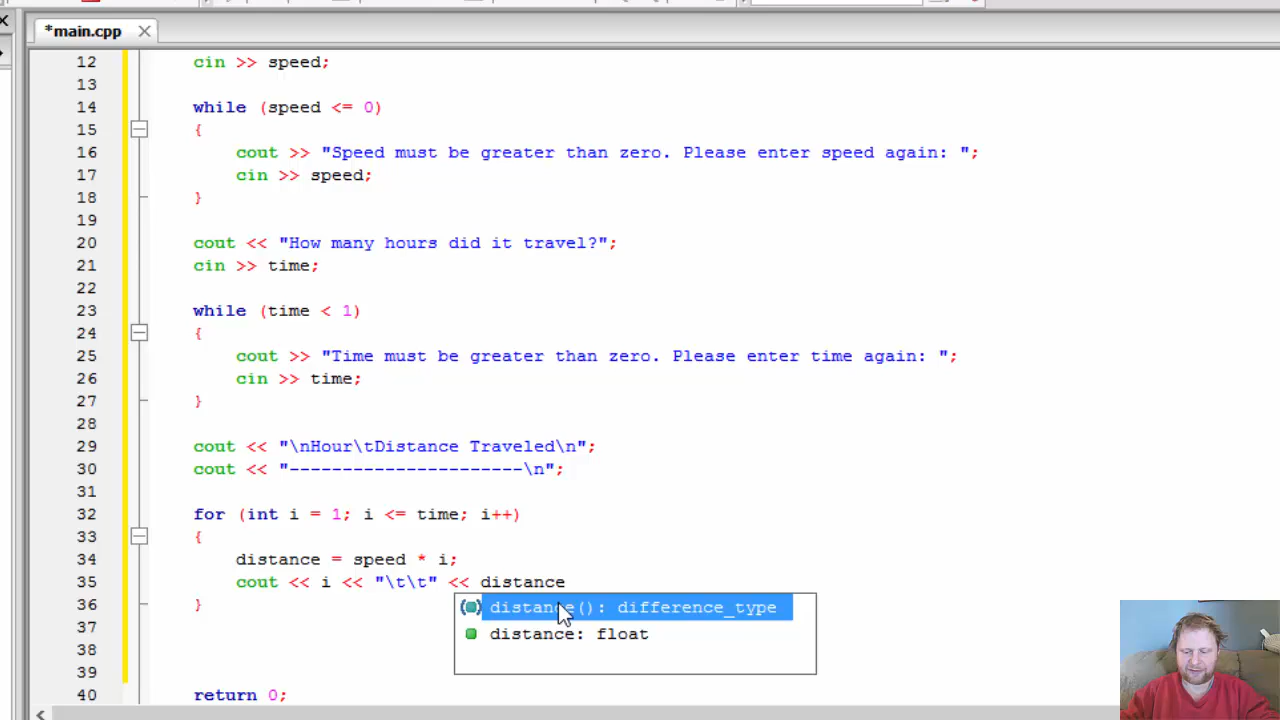 *main.cpp
12 cin >> speed;
13
14 while (speed <= 0)
15 {
16 cout >> "Speed must be greater than zero. Please enter speed again: ";
17 cin >> speed;
18 }
19
20 cout << "How many hours did it travel?";
21 cin >> time;
22
23 while (time < 1)
24 {
25 cout >> "Time must be greater than zero. Please enter time again: ";
26 cin >> time;
27 }
28
29 cout << "\nHour\tDistance Traveled\n";
30 cout << "----------------------\n";
31
32 for (int i = 1; i <= time; i++)
33 {
34 distance = speed * i;
35 cout << i << "\t\t" << distance
36 }
distance(): difference_type
37
distance: float
38
39
40 return 0;